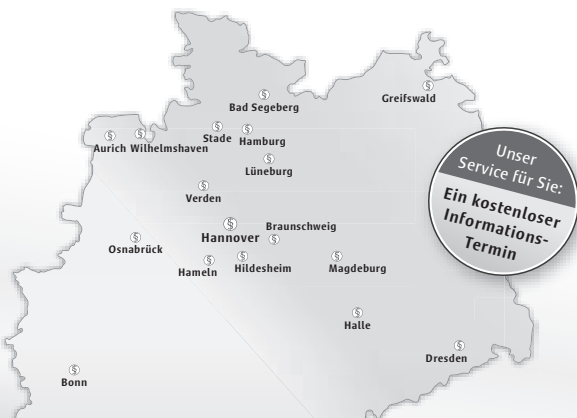 Bad Segeberg
Greifswald
Stade
Hamburg
Aurich
Wilhelmshaven
Lüneburg
Verden
Hannover
Braunschweig
Osnabrück
Hameln
Hildesheim
Magdeburg
Halle
Dresden
Bonn
Unser
Service für Sie:
Ein kostenloser
Informations-
Termin